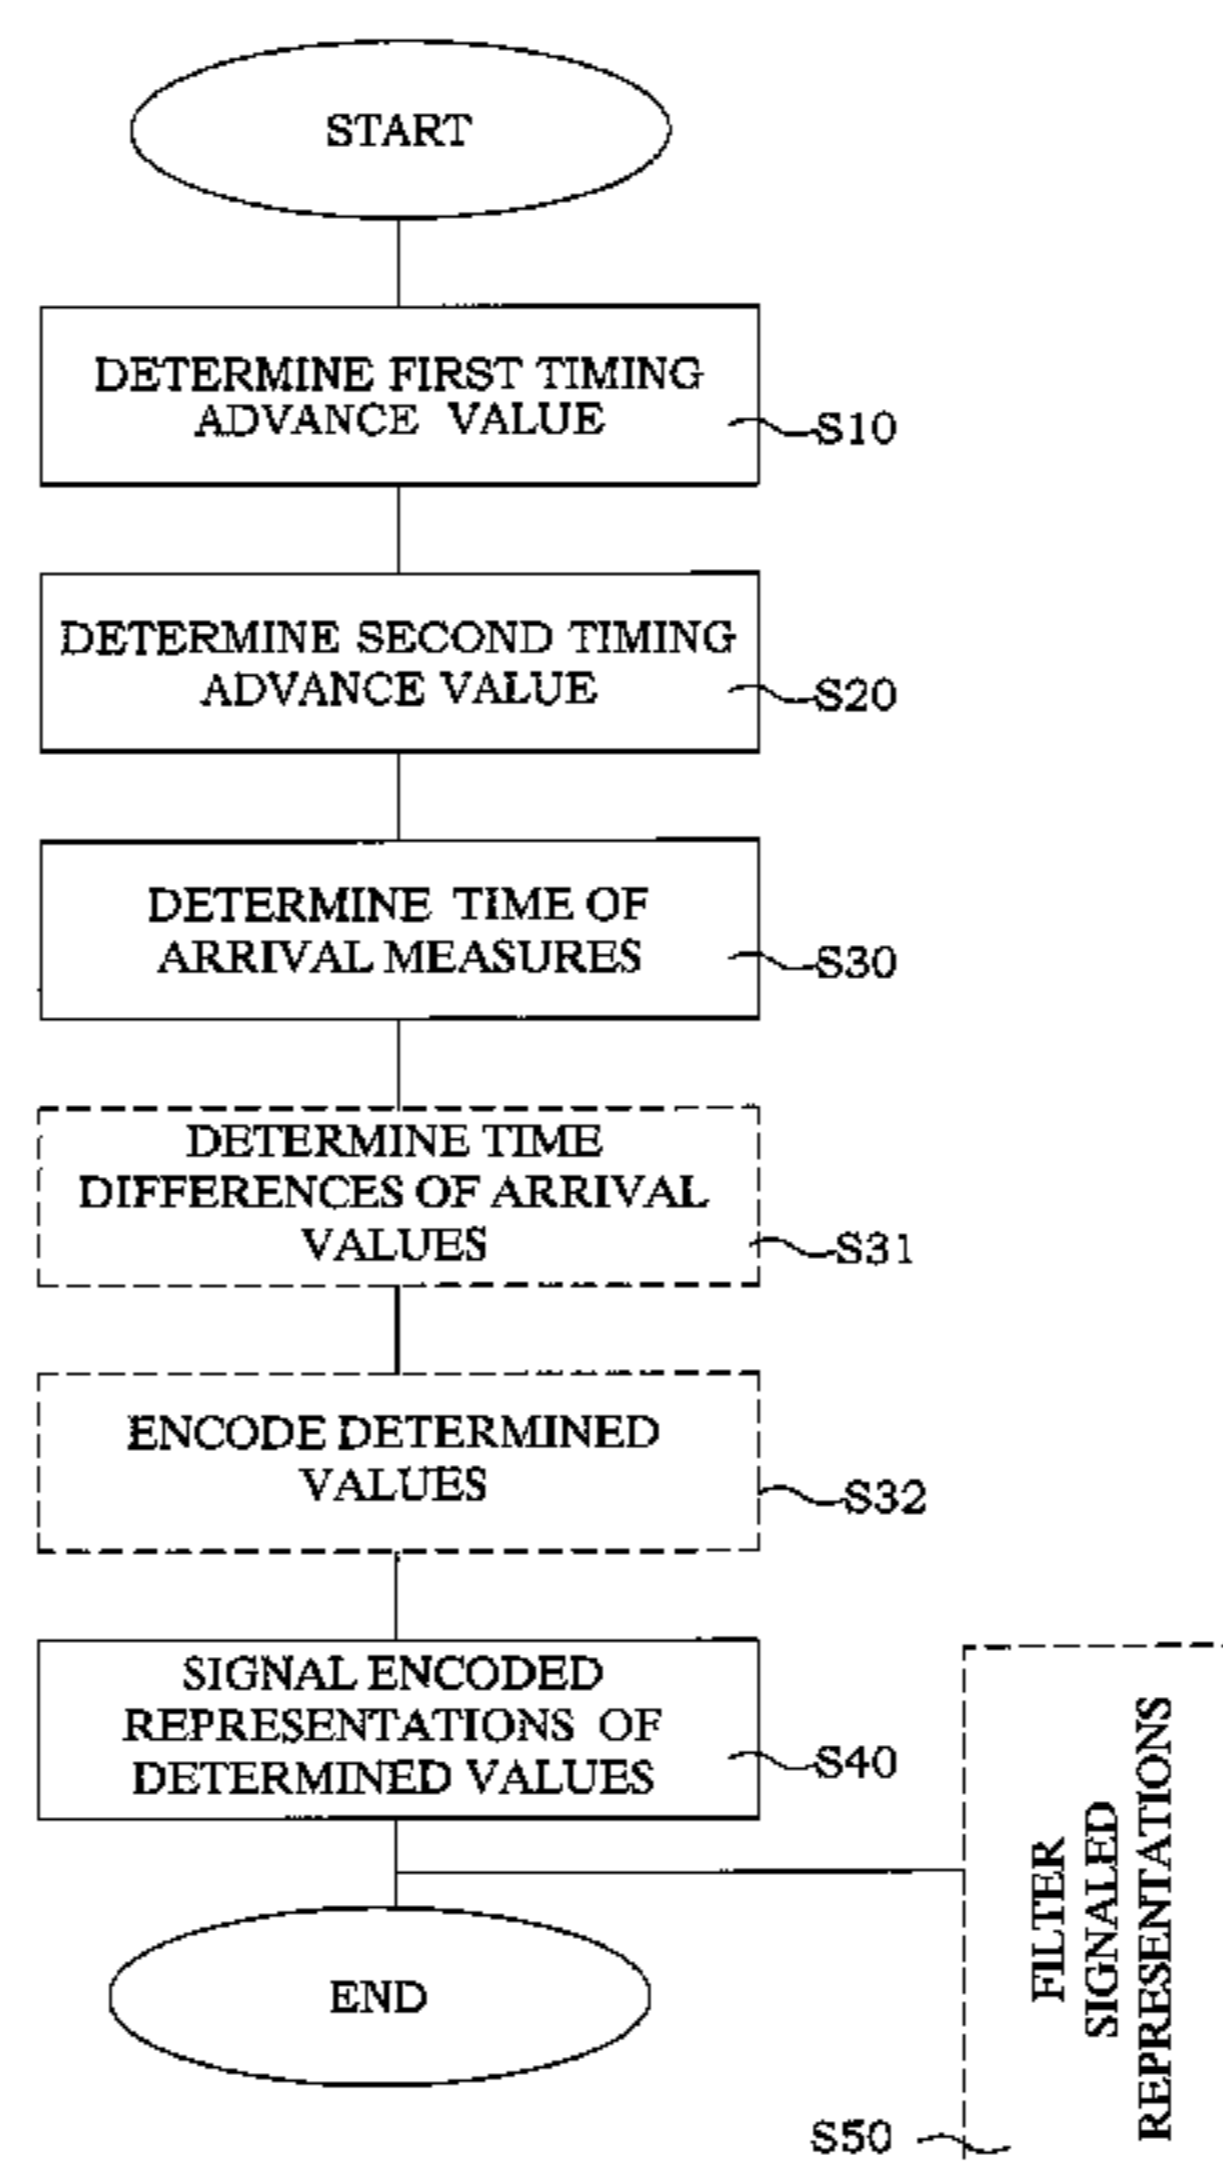 START
DETERMINE FIRST TIMING
ADVANCE VALUE
S10
DETERMINE SECOND TIMING
ADVANCE VALUE
S20
DETERMINE TIME OF
ARRIVAL MEASURES
S30
DETERMINE TIME
DIFFERENCES OF ARRIVAL
VALUES
S31
ENCODE DETERMINED
VALUES
S32
SIGNAL ENCODED
REPRESENTATIONS OF
DETERMINED VALUES
S40
END
FILTER
SIGNALED
REPRESENTATIONS
S50